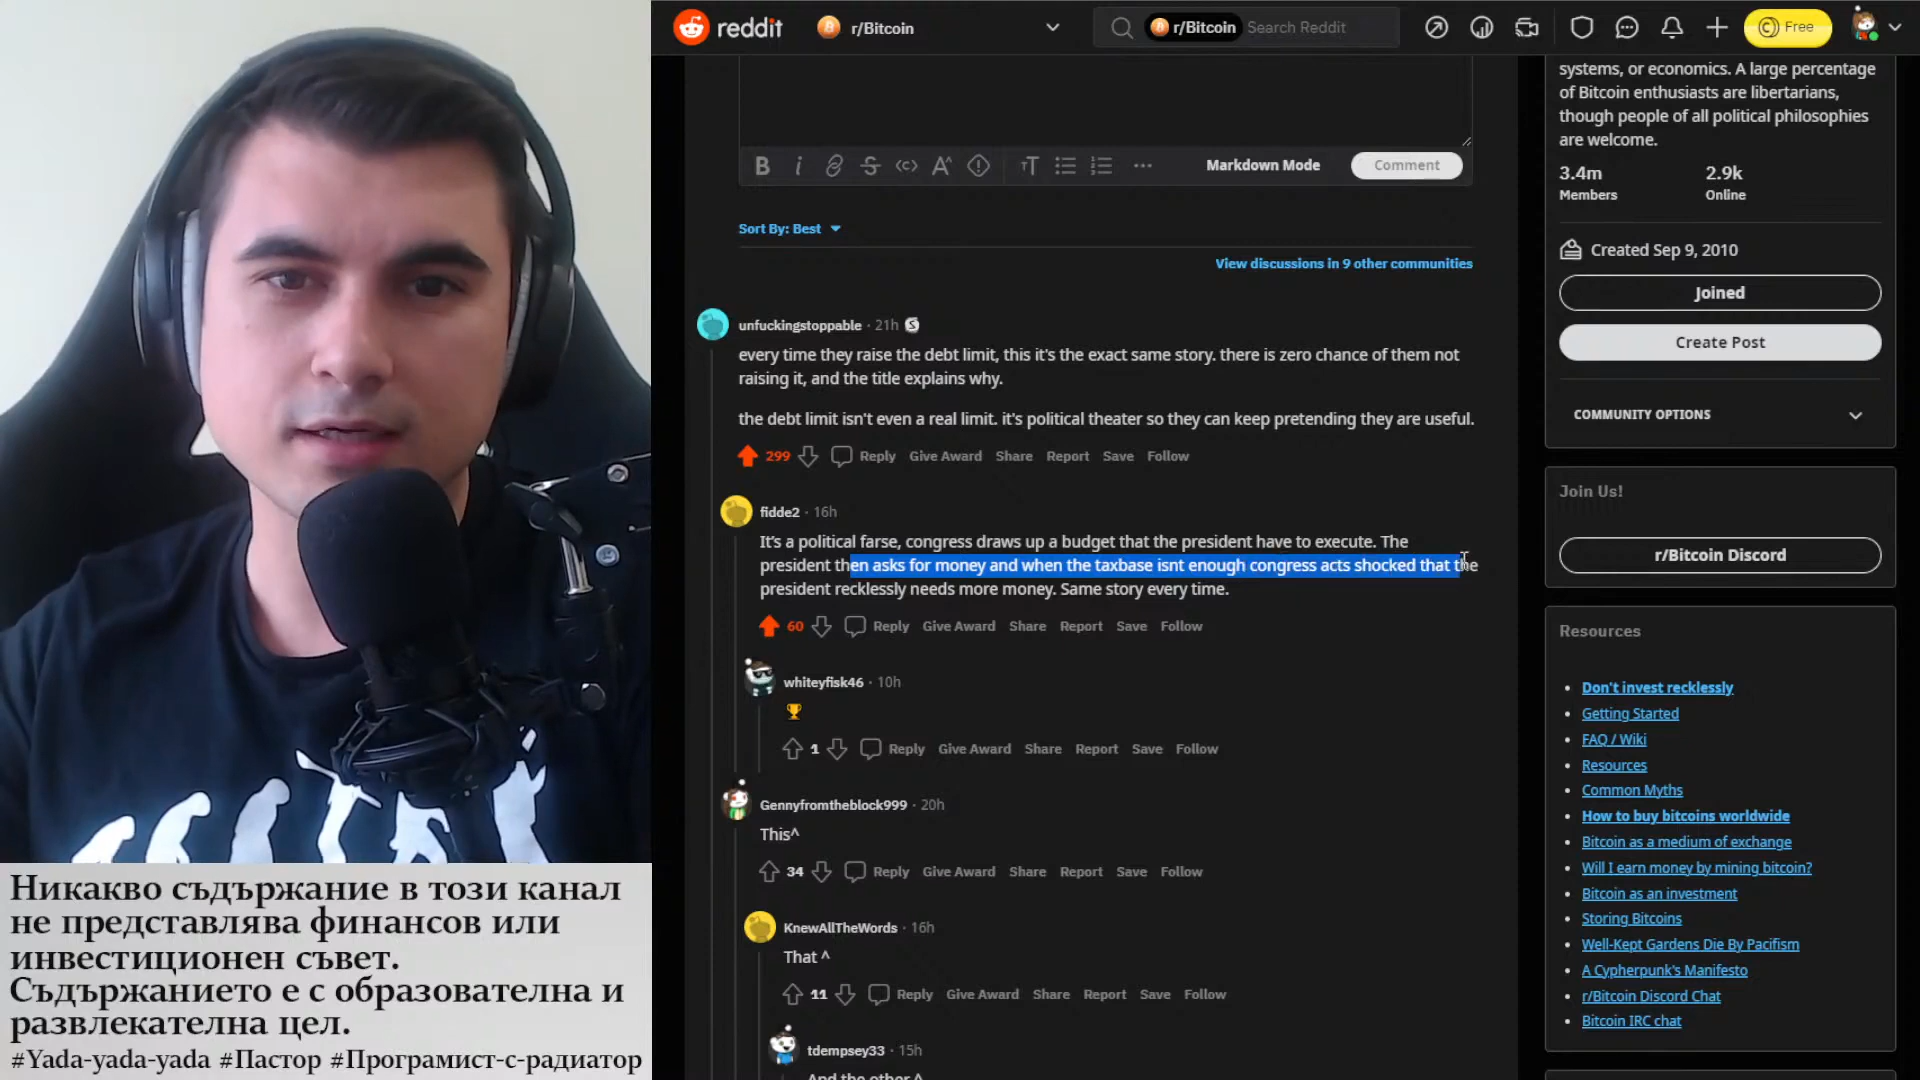 reddit
r/Bitcoin
r/Bitcoin Search Reddit
Free
Markdown Mode
Comment
Sort By: Best
View discussions in 9 other communities
unfuckingstoppable · 21h
every time they raise the debt limit, this it's the exact same story. there is zero chance of them not
raising it, and the title explains why.
the debt limit isn't even a real limit. it's political theater so they can keep pretending they are useful.
299 Reply Give Award Share Report Save Follow
fidde2 · 16h
It's a political farse, congress draws up a budget that the president have to execute. The
president then asks for money and when the taxbase isnt enough congress acts shocked that the
president recklessly needs more money. Same story every time.
60 Reply Give Award Share Report Save Follow
whiteyfisk46 · 10h
🏆
1 Reply Give Award Share Report Save Follow
Gennyfromtheblock999 · 20h
This^
34 Reply Give Award Share Report Save Follow
KnewAllTheWords · 16h
That ^
11 Reply Give Award Share Report Save Follow
tdempsey33 · 15h
And the other ^
systems, or economics. A large percentage
of Bitcoin enthusiasts are libertarians,
though people of all political philosophies
are welcome.
3.4m 2.9k
Members Online
Created Sep 9, 2010
Joined
Create Post
COMMUNITY OPTIONS
Join Us!
r/Bitcoin Discord
Resources
Don't invest recklessly
Getting Started
FAQ / Wiki
Resources
Common Myths
How to buy bitcoins worldwide
Bitcoin as a medium of exchange
Will I earn money by mining bitcoin?
Bitcoin as an investment
Storing Bitcoins
Well-Kept Gardens Die By Pacifism
A Cypherpunk's Manifesto
r/Bitcoin Discord Chat
Bitcoin IRC chat
Никакво съдържание в този канал
не представлява финансов или
инвестиционен съвет.
Съдържанието е с образователна и
развлекателна цел.
#Yada-yada-yada #Пастор #Програмист-с-радиатор